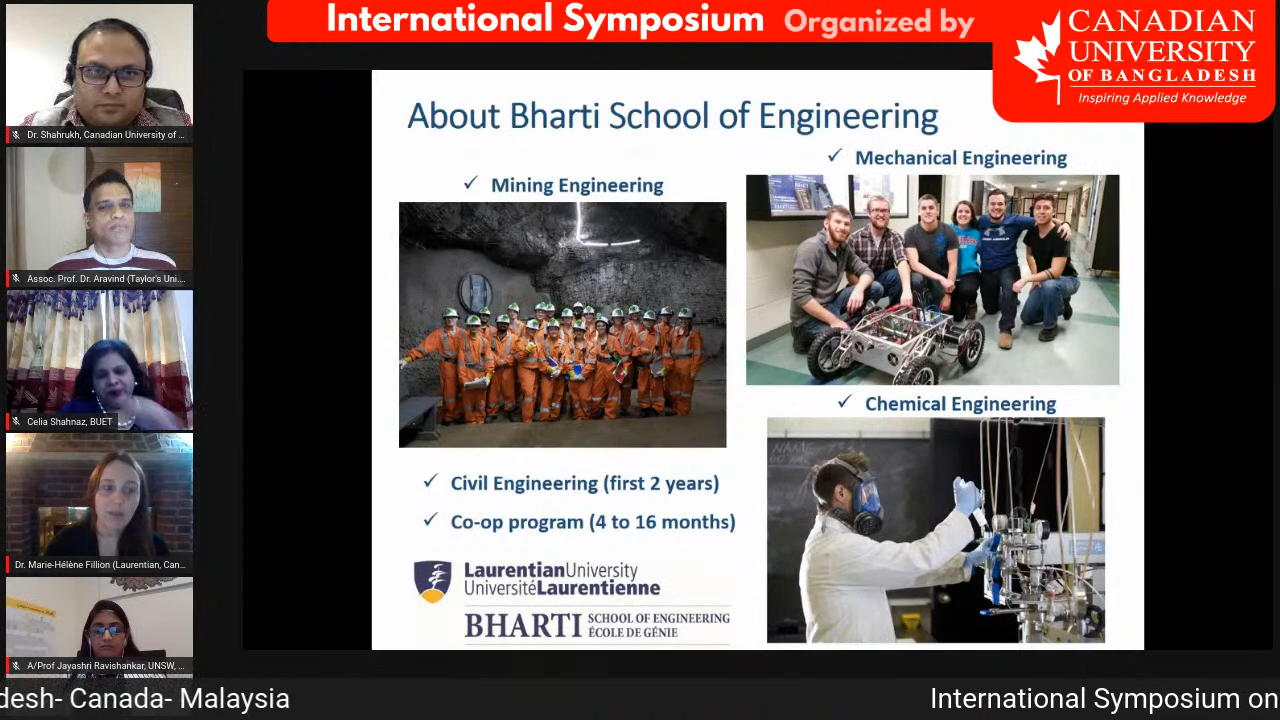 International Symposium Organized by
CANADIAN
UNIVERSITY
OF BANGLADESH
Inspiring Applied Knowledge
Dr. Shahrukh, Canadian University of ...
Assoc. Prof. Dr. Aravind (Taylor's Uni....
Celia Shahnaz, BUET
Dr. Marie-Hélène Fillion (Laurentian, Can...
A/Prof Jayashri Ravishankar, UNSW, ...
About Bharti School of Engineering
✓ Mining Engineering
✓ Mechanical Engineering
✓ Chemical Engineering
✓ Civil Engineering (first 2 years)
✓ Co-op program (4 to 16 months)
LaurentianUniversity
UniversitéLaurentienne
BHARTI SCHOOL OF ENGINEERING
ÉCOLE DE GÉNIE
desh- Canada- Malaysia
International Symposium on